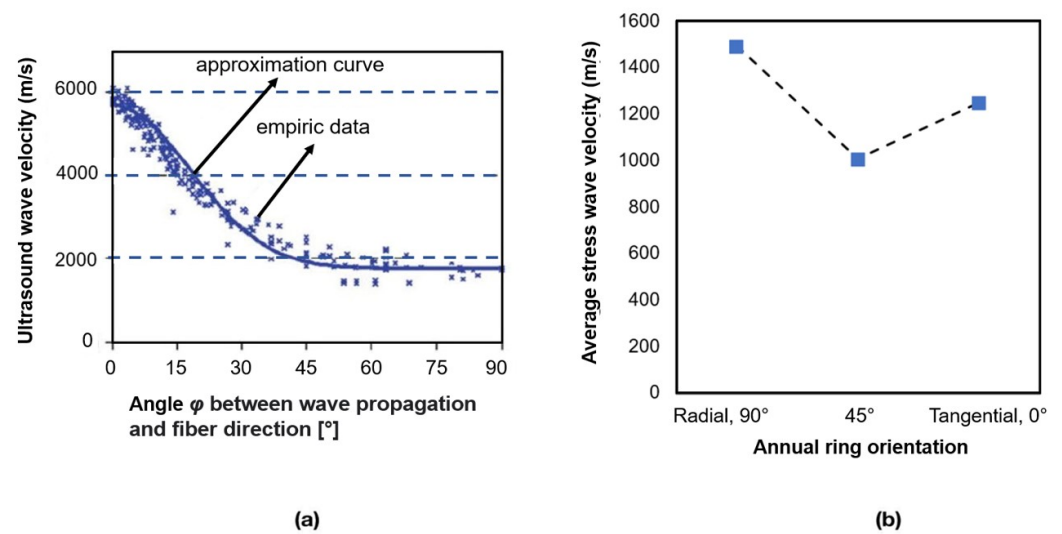 Ultrasound wave velocity (m/s)
6000
4000
2000
0
approximation curve
empiric data
0 15 30 45 60 75 90
Angle φ between wave propagation
and fiber direction [°]
(a)
Average stress wave velocity (m/s)
1600
1400
1200
1000
800
600
400
200
0
Radial, 90° 45° Tangential, 0°
Annual ring orientation
(b)